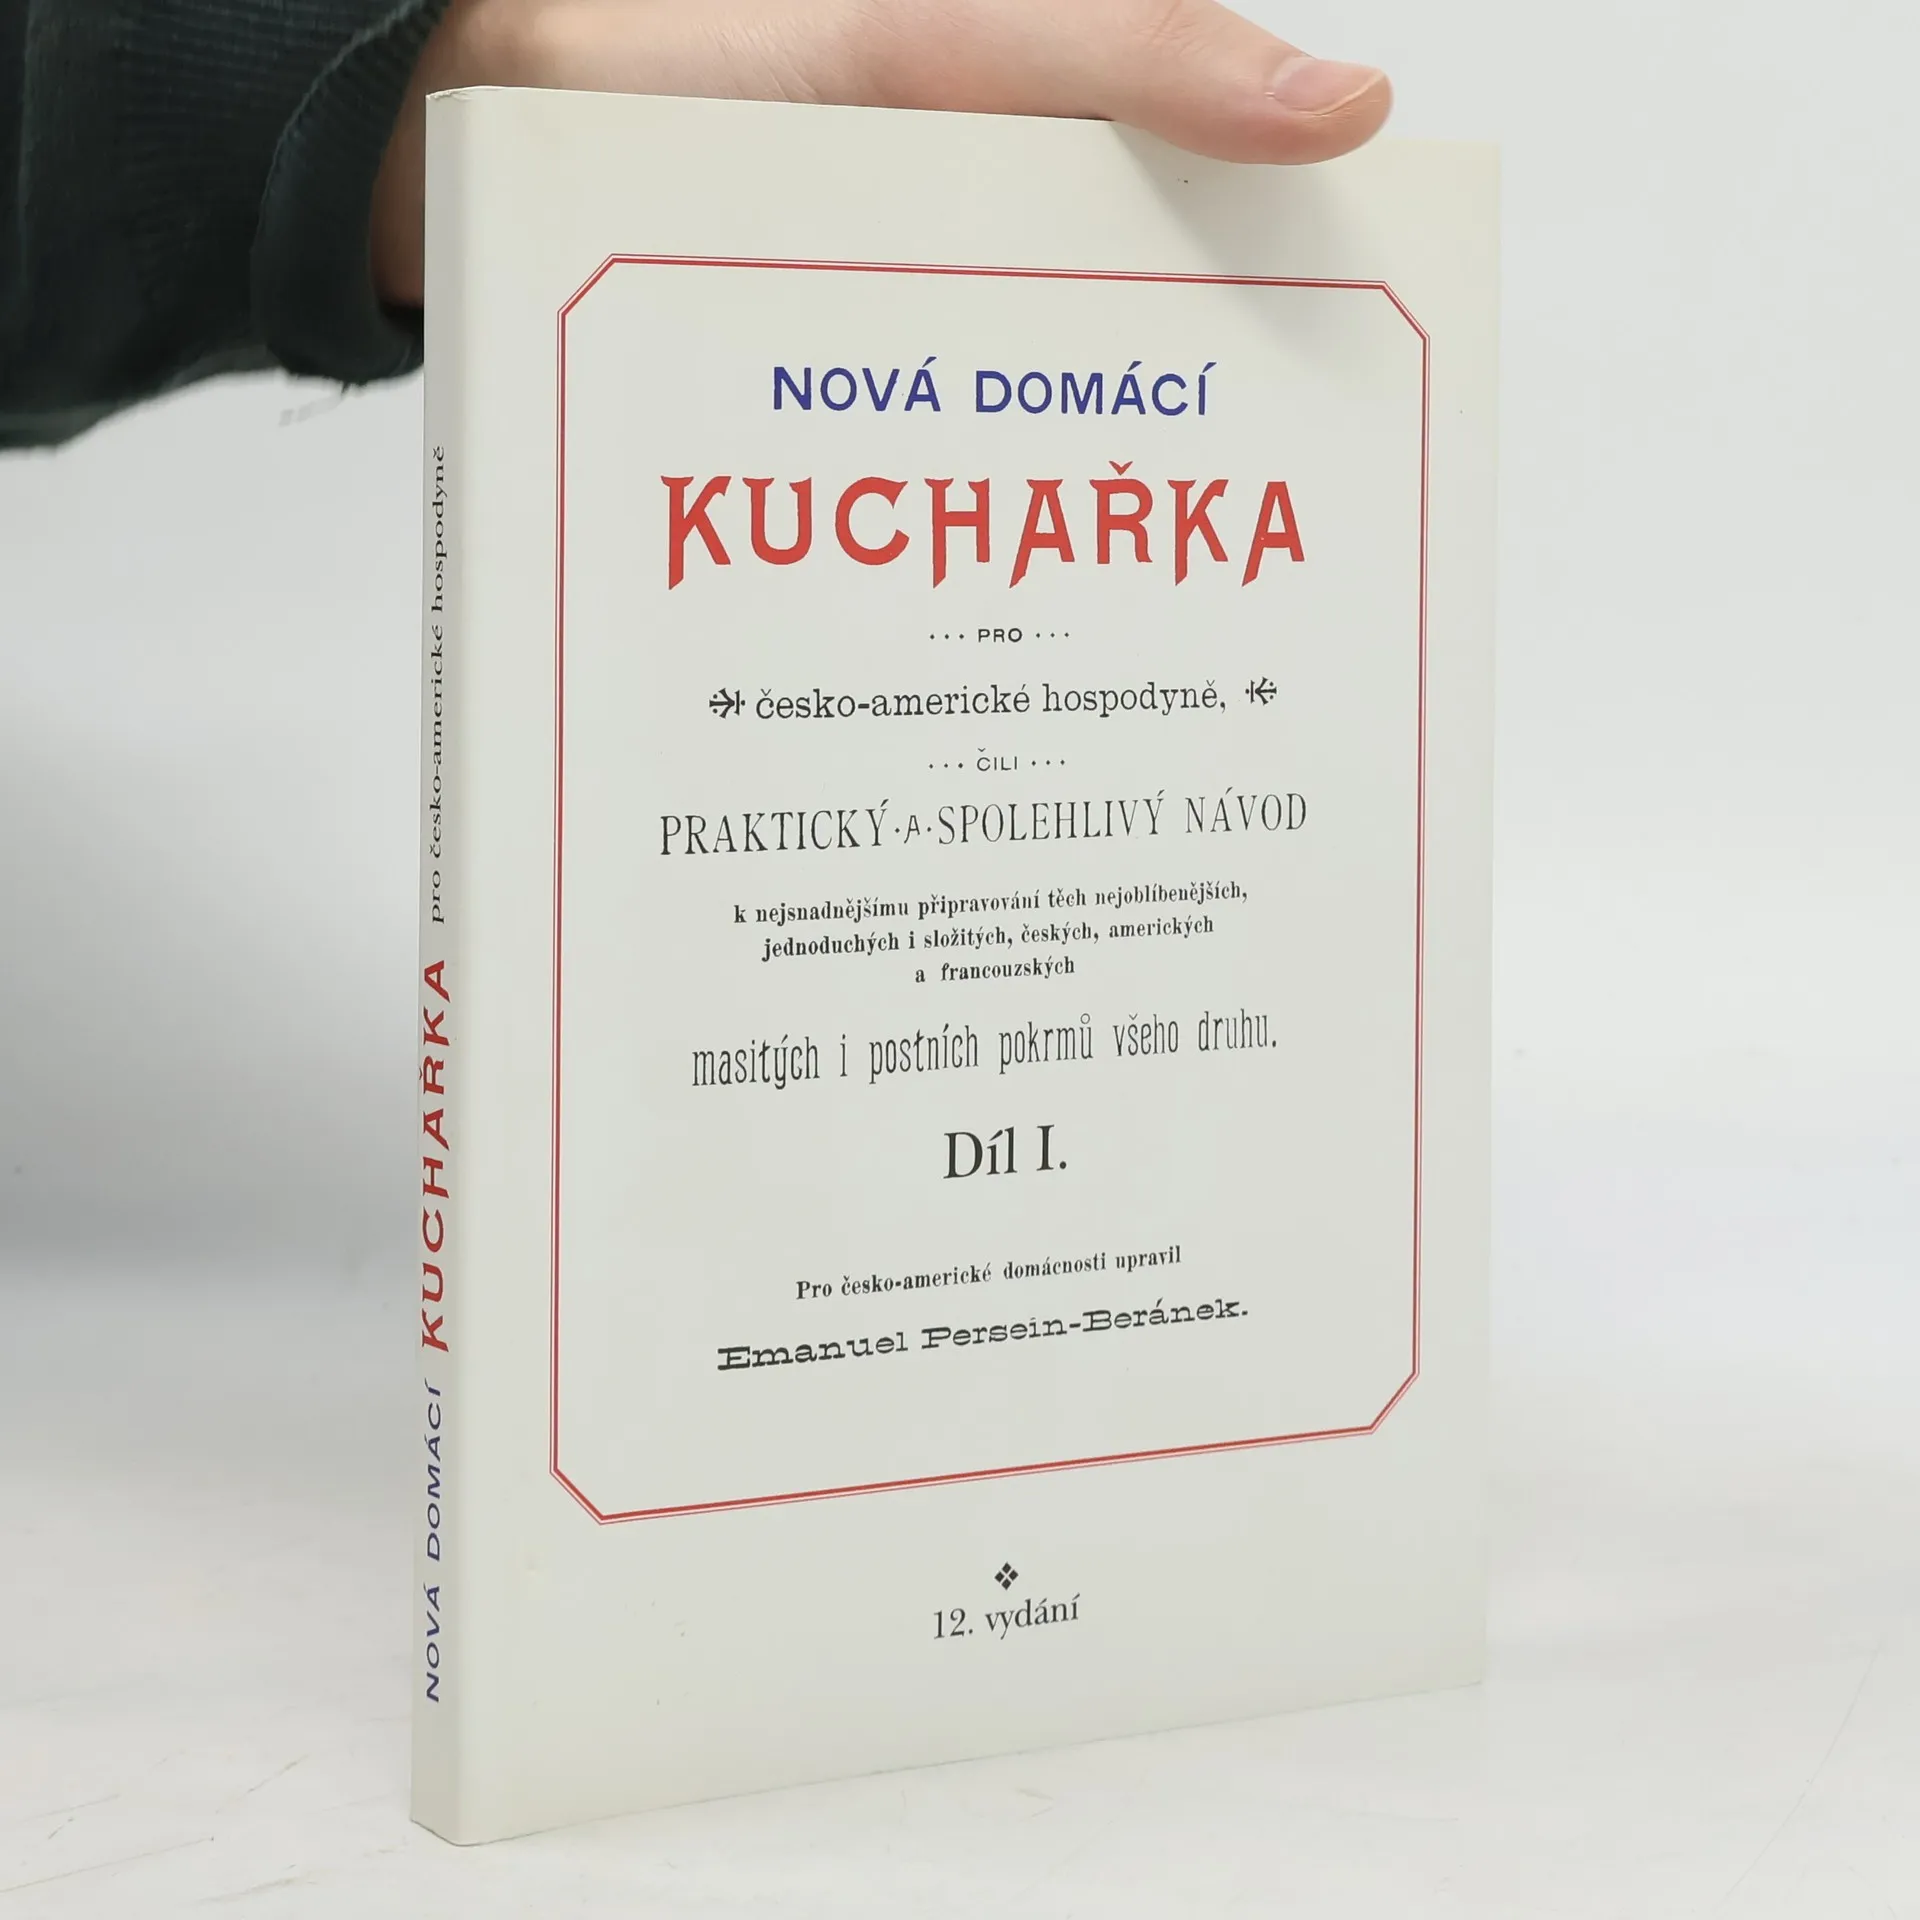 NOVÁ DOMÁCÍ
KUCHAŘKA
··· PRO ···
česko-americké hospodyně,
··· ČILI ···
PRAKTICKÝ·A·SPOLEHLIVÝ NÁVOD
k nejsnadnějšímu připravování těch nejoblíbenějších,
jednoduchých i složitých, českých, amerických
a francouzských
masitých i postních pokrmů všeho druhu.
Díl I.
Pro česko-americké domácnosti upravil
Emanuel Persein-Beránek.
12. vydání
NOVÁ DOMÁCÍ KUCHAŘKA pro česko-americké hospodyně